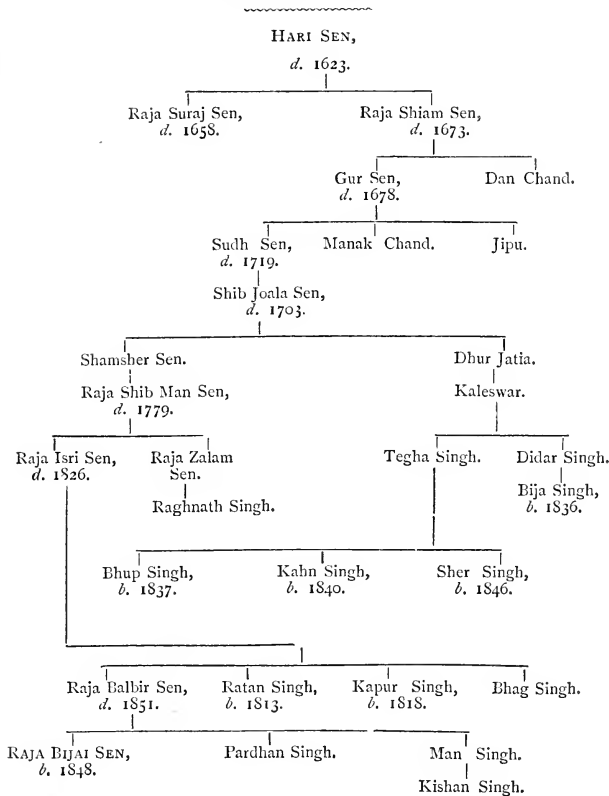 HARI SEN,
d. 1623.
Raja Suraj Sen, Raja Shiam Sen,
d. 1658. d. 1673.
Gur Sen, Dan Chand.
d. 1678.
Sudh Sen, Manak Chand. Jipu.
d. 1719.
Shib Joala Sen,
d. 1703.
Shamsher Sen. Dhur Jatia.
Raja Shib Man Sen, Kaleswar.
d. 1779.
Raja Isri Sen, Raja Zalam Tegha Singh. Didar Singh.
d. 1826. Sen.
Bija Singh,
Raghnath Singh. b. 1836.
Bhup Singh, Kahn Singh, Sher Singh,
b. 1837. b. 1840. b. 1846.
Raja Balbir Sen, Ratan Singh, Kapur Singh, Bhag Singh.
d. 1851. b. 1813. b. 1818.
RAJA BIJAI SEN, Pardhan Singh. Man Singh.
b. 1848.
Kishan Singh.